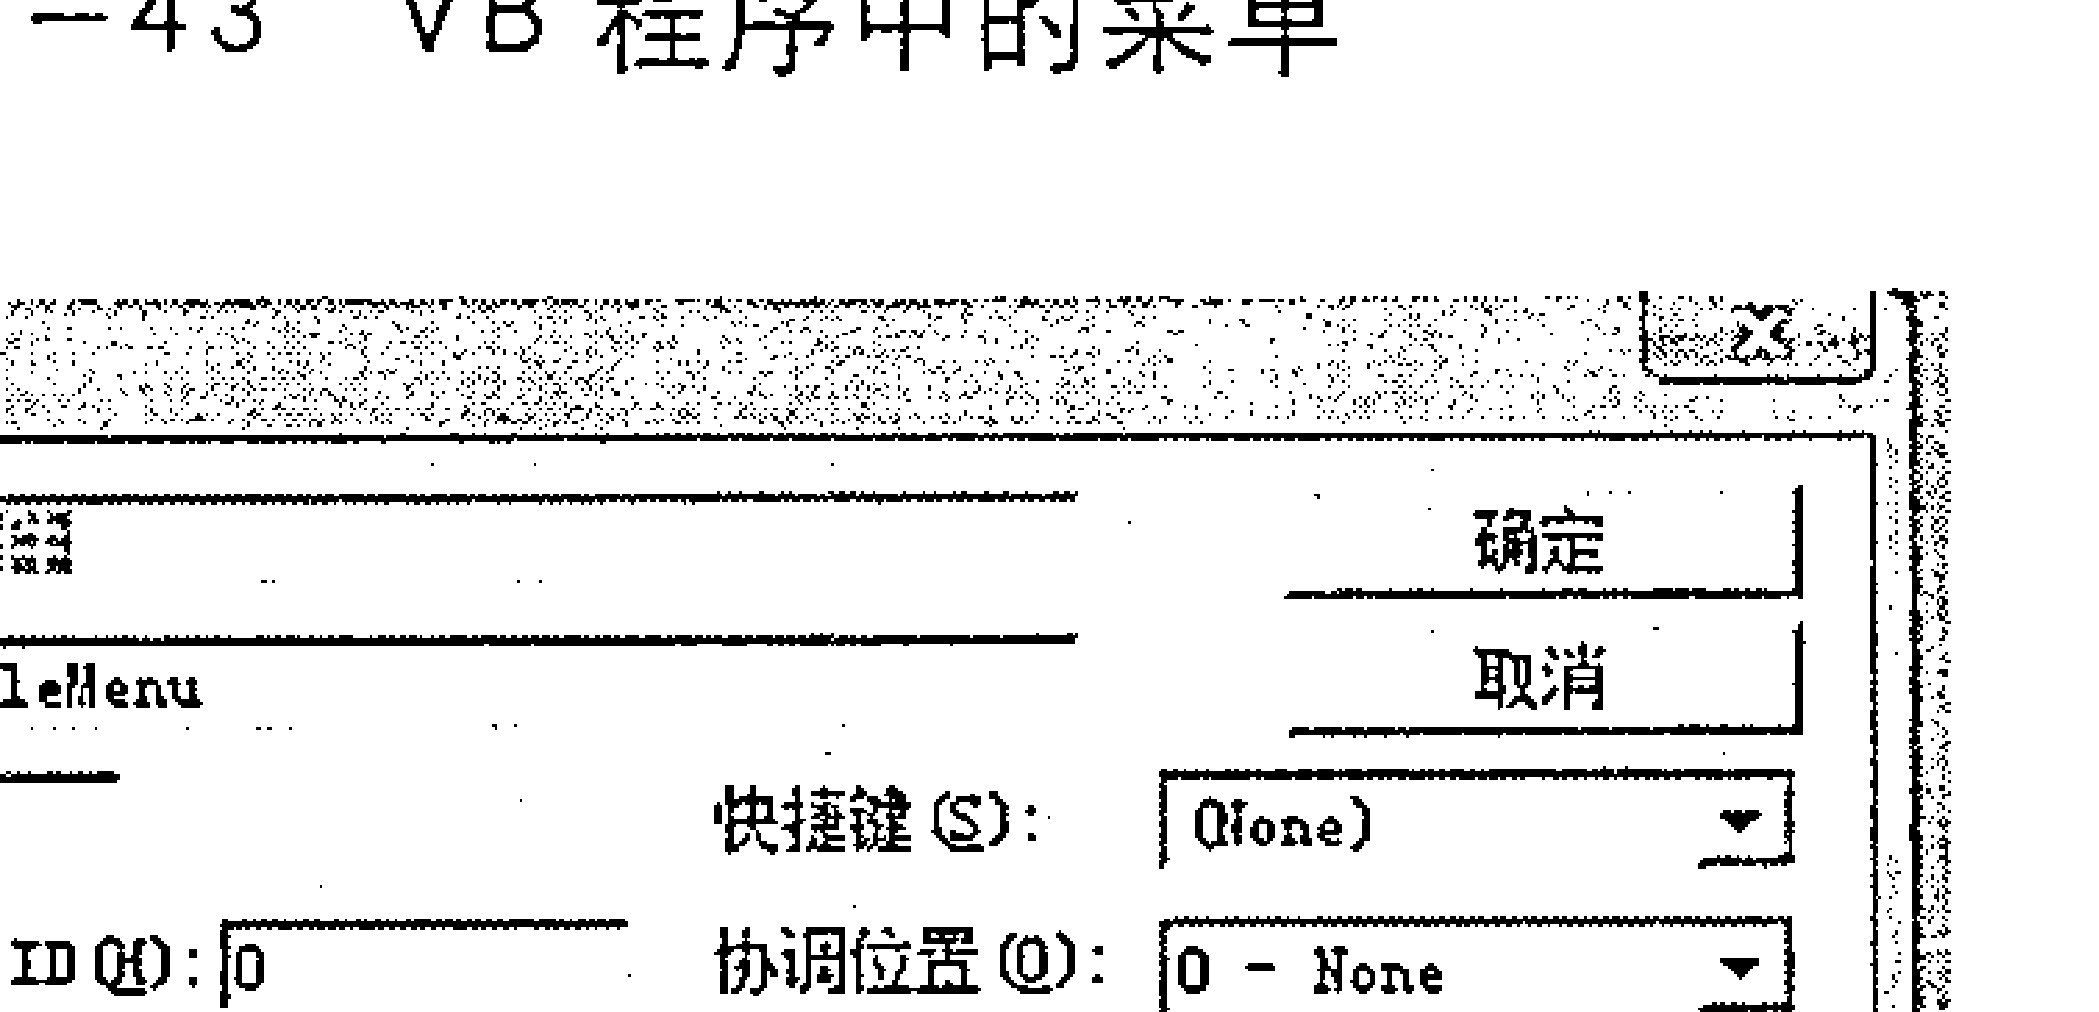 -43 VB 程序中的菜单
确定
leMenu
取消
快捷键(S): (None)
ID(H): 0 协调位置(O): 0 - None